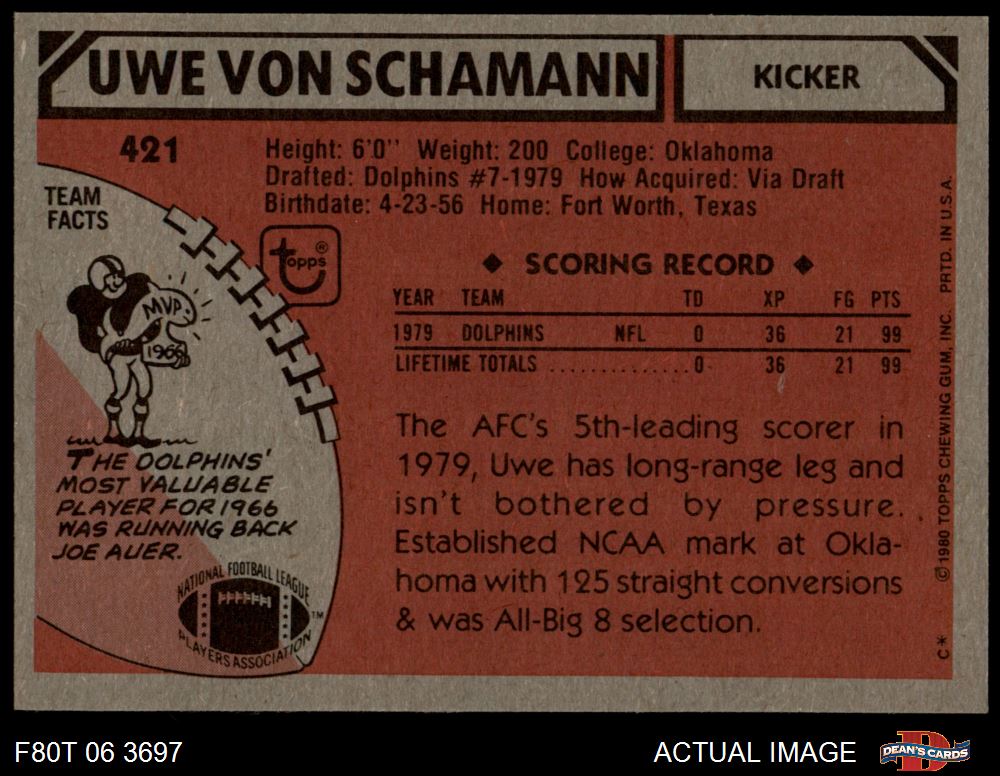 UWE VON SCHAMANN
KICKER
421
Height: 6'0" Weight: 200 College: Oklahoma
Drafted: Dolphins #7-1979 How Acquired: Via Draft
Birthdate: 4-23-56 Home: Fort Worth, Texas
TEAM
FACTS
MVP
1966
THE DOLPHINS'
MOST VALUABLE
PLAYER FOR 1966
WAS RUNNING BACK
JOE AUER.
NATIONAL FOOTBALL LEAGUE
PLAYERS ASSOCIATION
TM
topps®
◆ SCORING RECORD ◆
YEAR TEAM TD XP FG PTS
1979 DOLPHINS NFL 0 36 21 99
LIFETIME TOTALS ..............0 36 21 99
The AFC's 5th-leading scorer in
1979, Uwe has long-range leg and
isn't bothered by pressure.
Established NCAA mark at Okla-
homa with 125 straight conversions
& was All-Big 8 selection.
© 1980 TOPPS CHEWING GUM, INC. PRTD. IN U.S.A.
C*
F80T 06 3697
ACTUAL IMAGE
D
DEAN'S CARDS